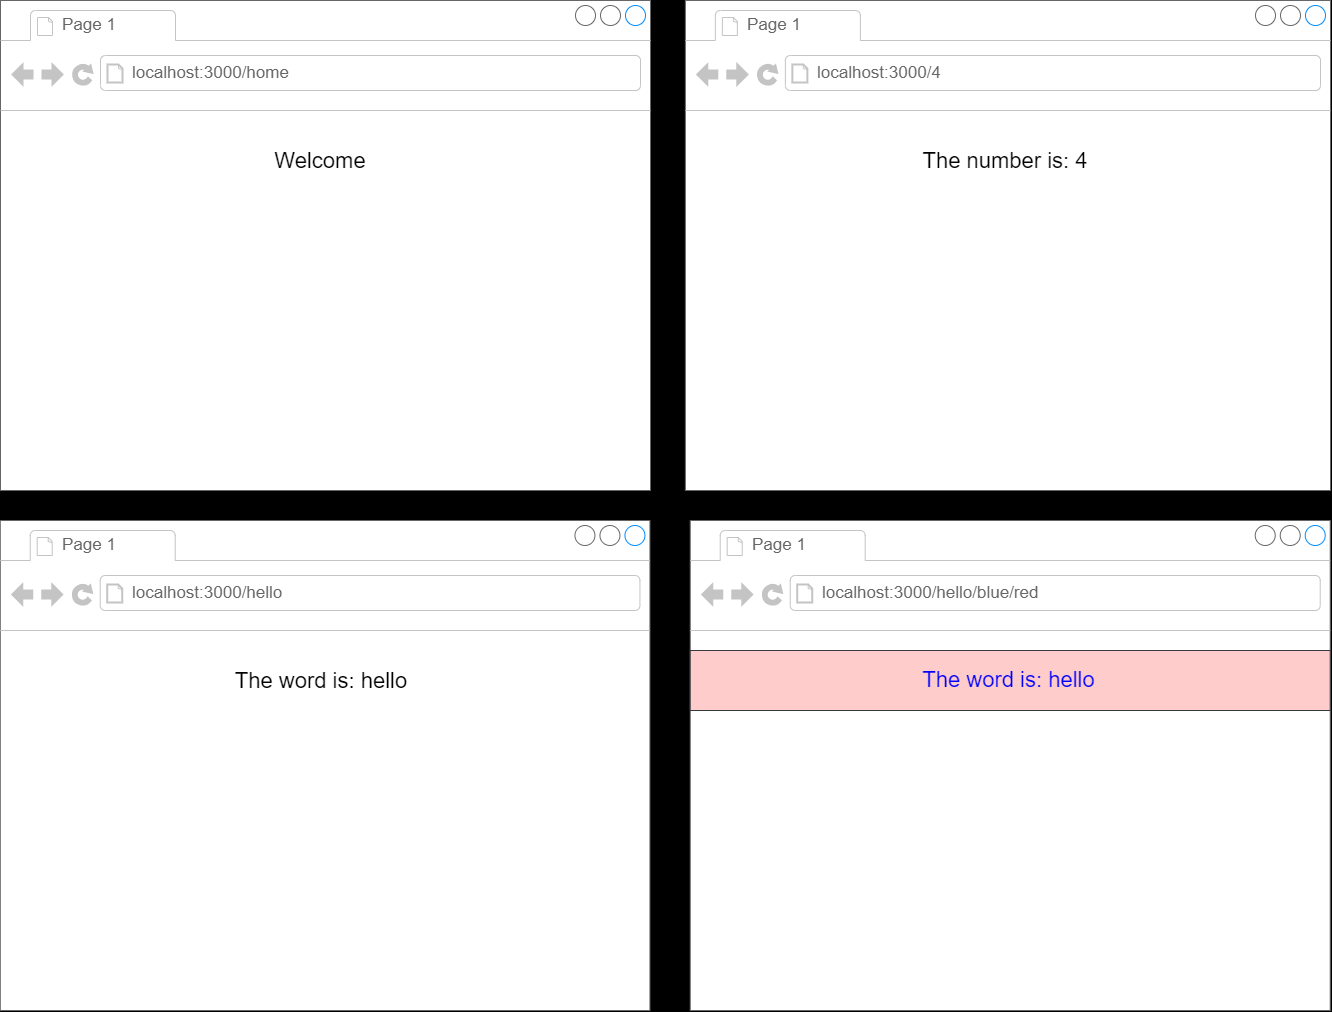 Page 1
localhost:3000/home
Welcome
Page 1
localhost:3000/4
The number is: 4
Page 1
localhost:3000/hello
The word is: hello
Page 1
localhost:3000/hello/blue/red
The word is: hello